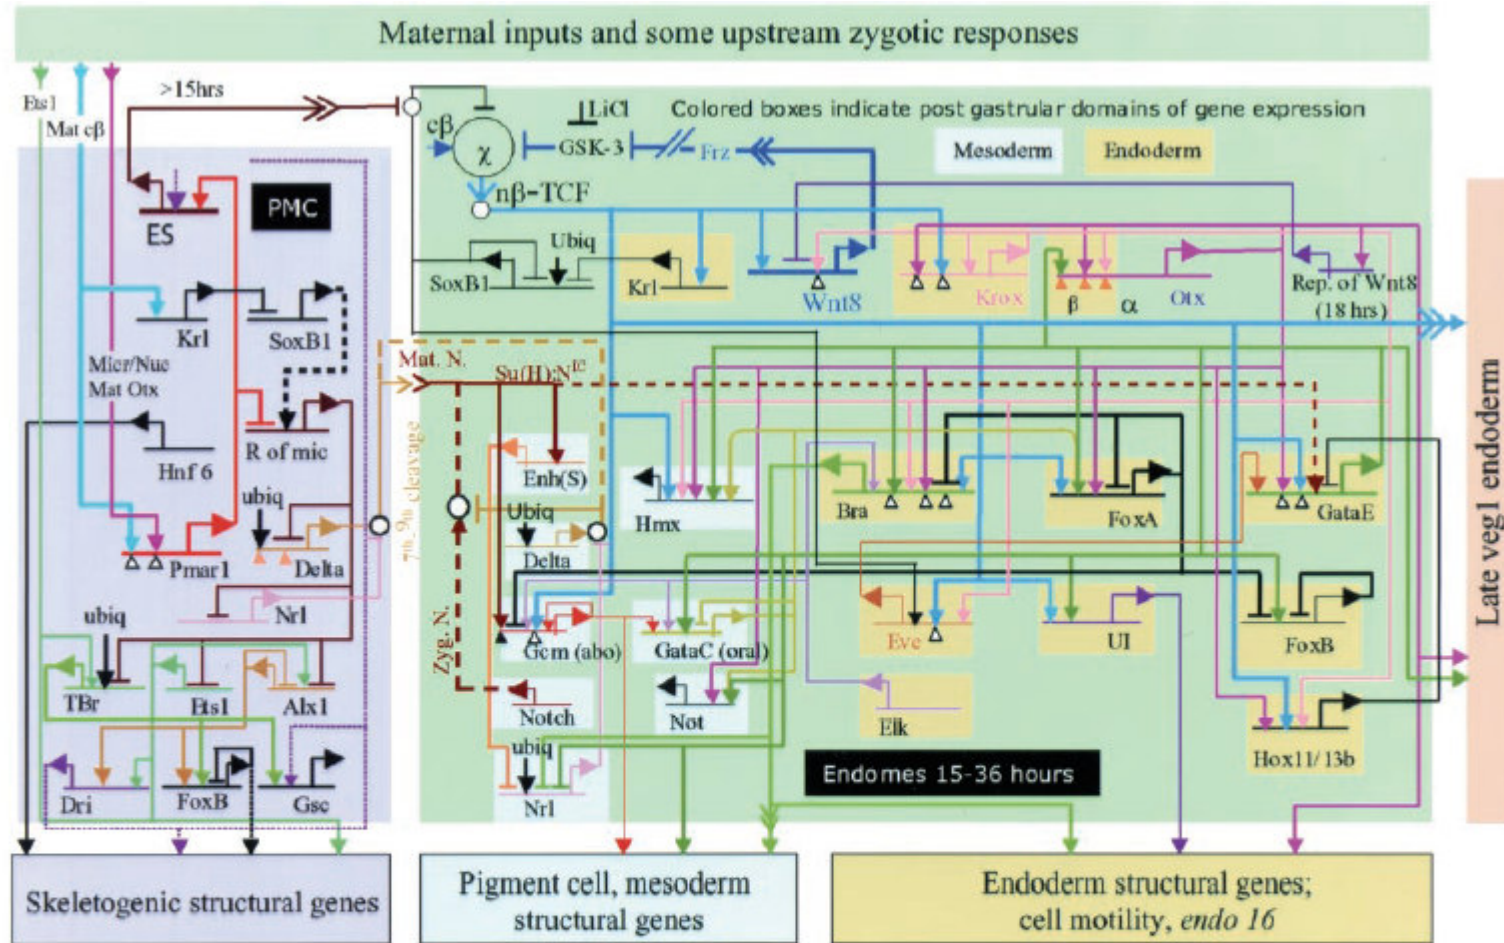 Maternal inputs and some upstream zygotic responses
Ets1
Mat cβ
>15hrs
LiCl
Colored boxes indicate post gastrular domains of gene expression
cβ
χ
GSK-3
Frz
Mesoderm
Endoderm
nβ-TCF
PMC
ES
Ubiq
SoxB1
Krl
Wnt8
Krox
β
α
Otx
Rep. of Wnt8
(18 hrs)
Krl
SoxB1
Micr/Nuc
Mat Otx
Mat. N.
Su(H):N^IC
7th_9th cleavage
Hnf 6
R of mic
Enh(S)
Hmx
Bra
FoxA
GataE
ubiq
Ubiq
Pmar1
Delta
Delta
Late veg1 endoderm
Nrl
ubiq
Zyg. N.
Gcm (abo)
GataC (oral)
Eve
UI
FoxB
TBr
Ets1
Alx1
Notch
Not
Elk
ubiq
Hox11/13b
Endomes 15-36 hours
Dri
FoxB
Gsc
Nrl
Skeletogenic structural genes
Pigment cell, mesoderm
structural genes
Endoderm structural genes;
cell motility, endo 16